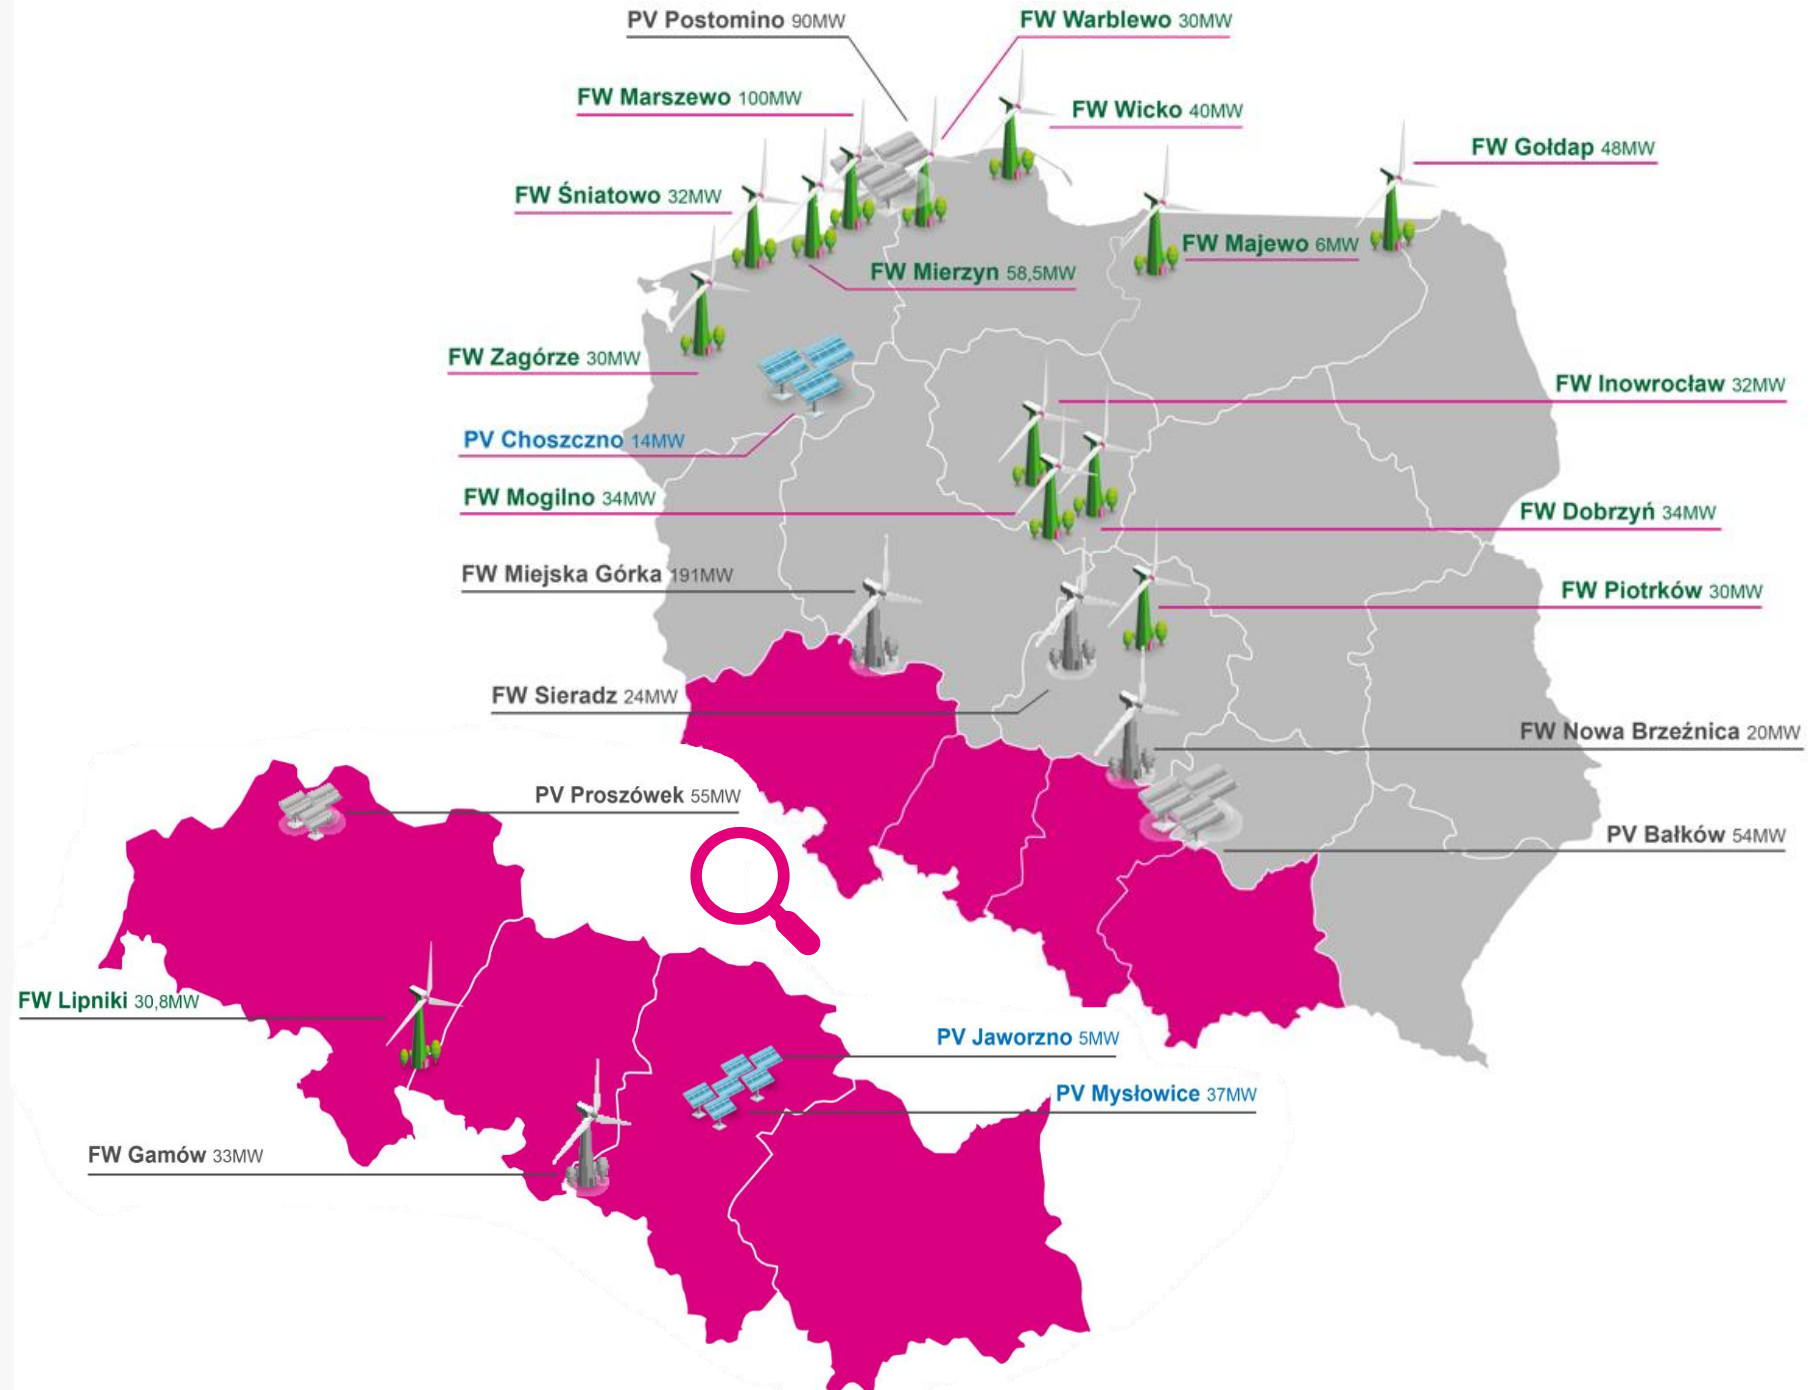 PV Postomino 90MW
FW Warblewo 30MW
FW Marszewo 100MW
FW Wicko 40MW
FW Gołdap 48MW
FW Śniatowo 32MW
FW Majewo 6MW
FW Mierzyn 58,5MW
FW Zagórze 30MW
FW Inowrocław 32MW
PV Choszczno 14MW
FW Mogilno 34MW
FW Dobrzyń 34MW
FW Miejska Górka 191MW
FW Piotrków 30MW
FW Sieradz 24MW
FW Nowa Brzeźnica 20MW
PV Proszówek 55MW
PV Bałków 54MW
FW Lipniki 30,8MW
PV Jaworzno 5MW
PV Mysłowice 37MW
FW Gamów 33MW